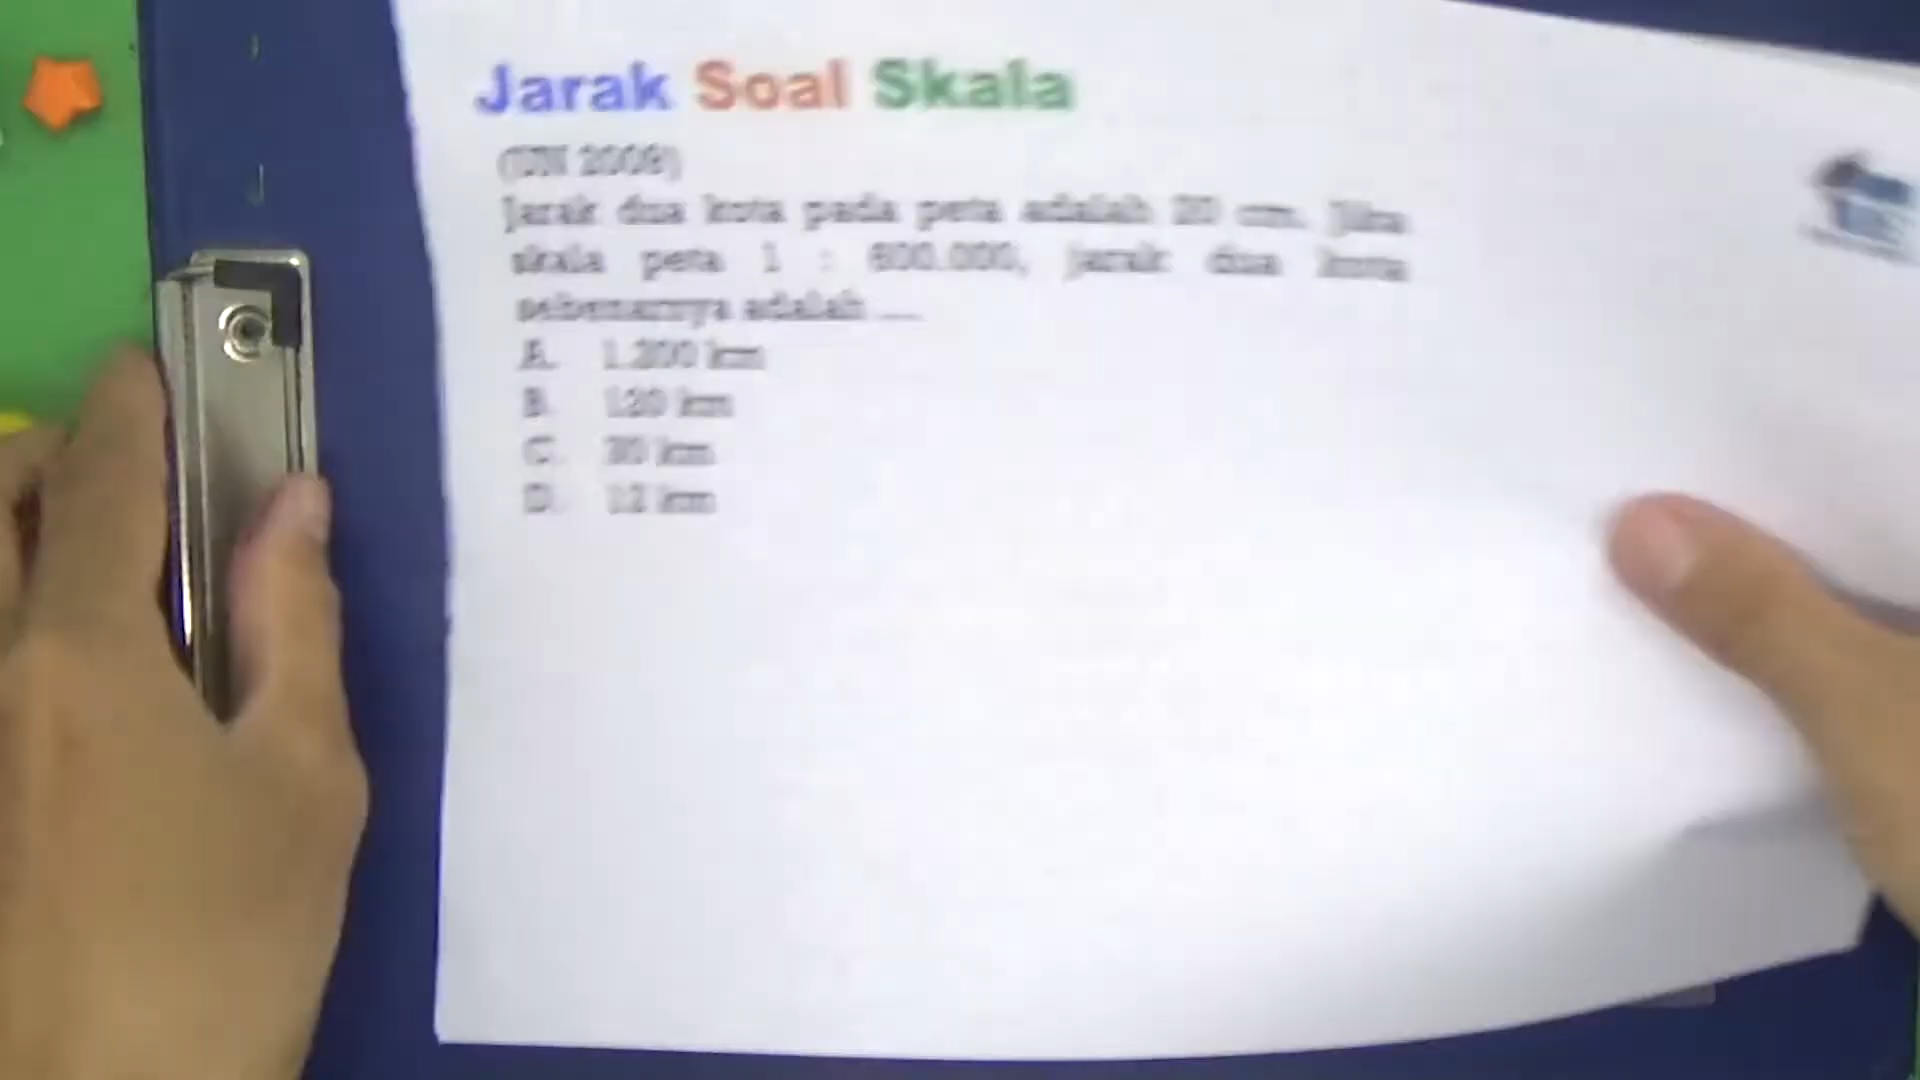 Jarak Soal Skala
(UN 2008)
Jarak dua kota pada peta adalah 20 cm. Jika
skala peta 1 : 600.000, jarak dua kota
sebenarnya adalah ....
A. 1.200 km
B. 120 km
C. 30 km
D. 12 km